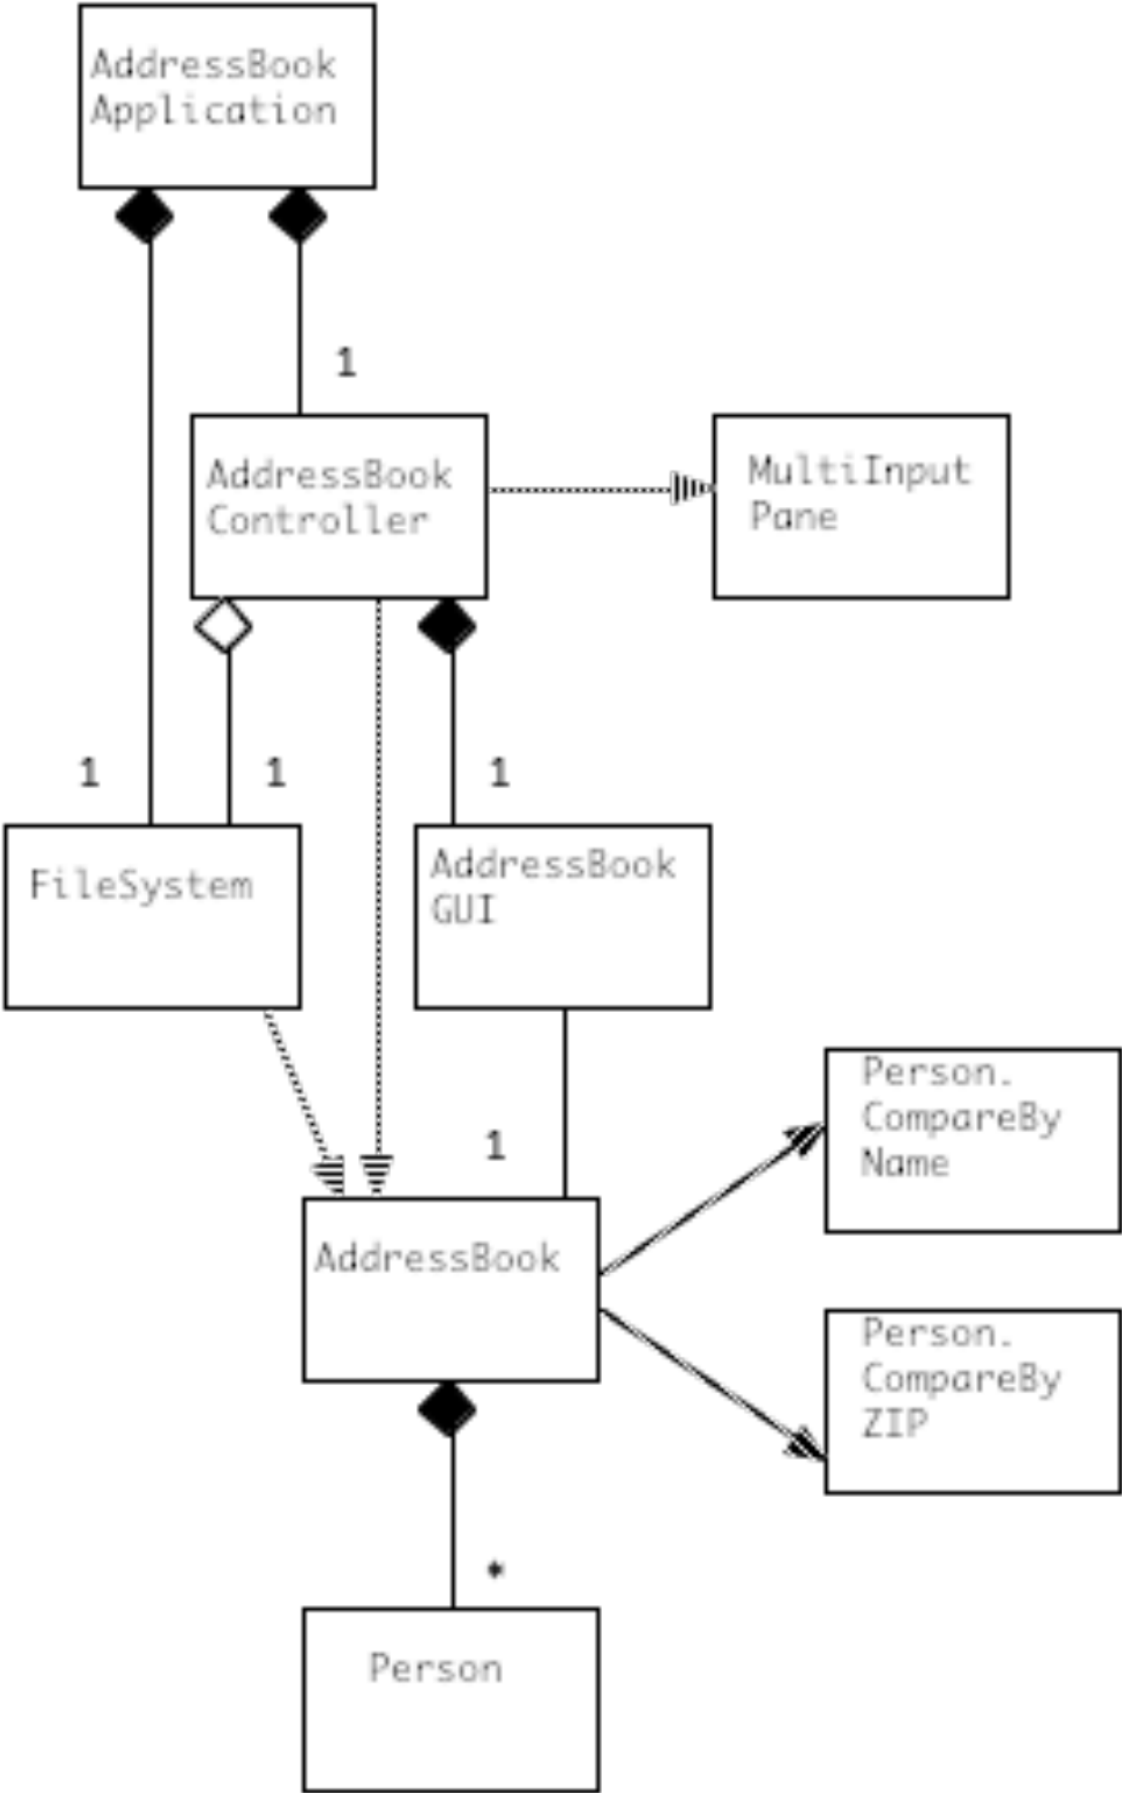 AddressBook
Application
1
AddressBook
Controller
MultiInput
Pane
1
1
1
FileSystem
AddressBook
GUI
Person.
CompareBy
Name
1
AddressBook
Person.
CompareBy
ZIP
*
Person